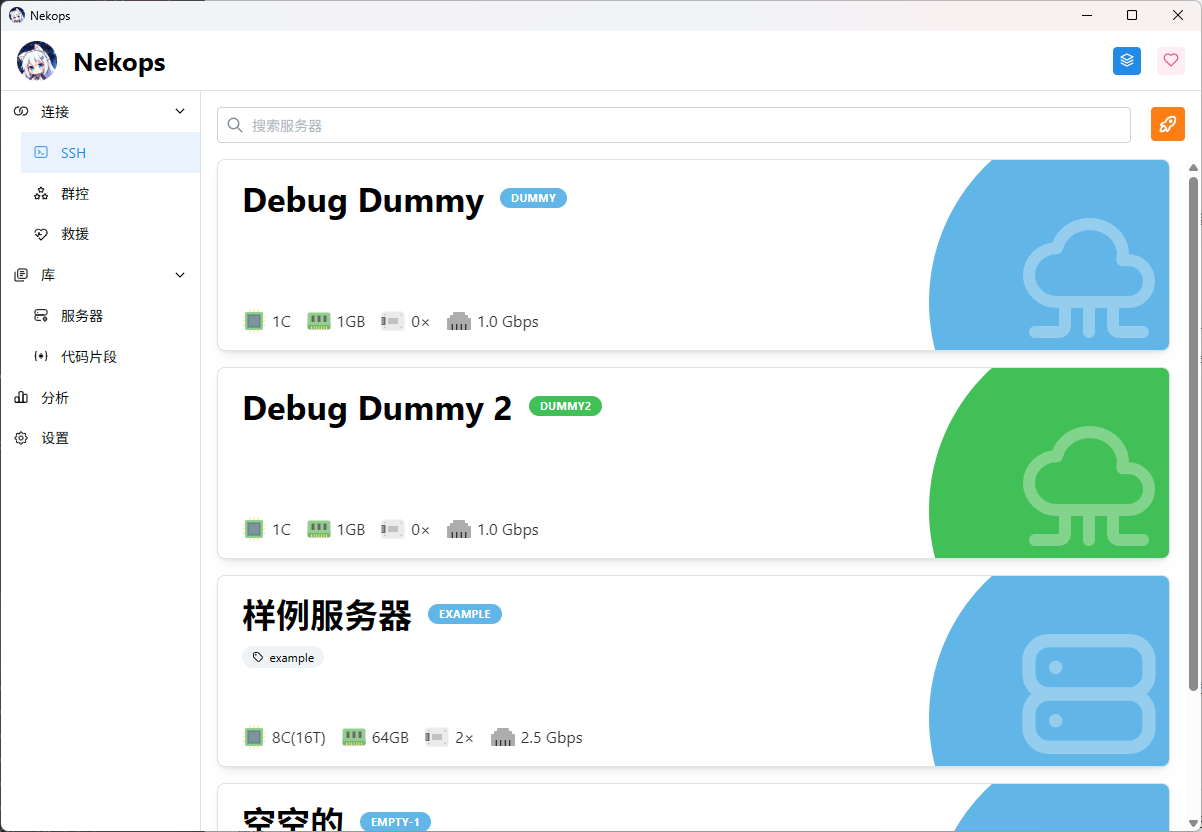 Nekops
Nekops
连接
SSH
群控
救援
库
服务器
代码片段
分析
设置
搜索服务器
Debug Dummy DUMMY
1C 1GB 0× 1.0 Gbps
Debug Dummy 2 DUMMY2
1C 1GB 0× 1.0 Gbps
样例服务器 EXAMPLE
example
8C(16T) 64GB 2× 2.5 Gbps
空空的 EMPTY-1